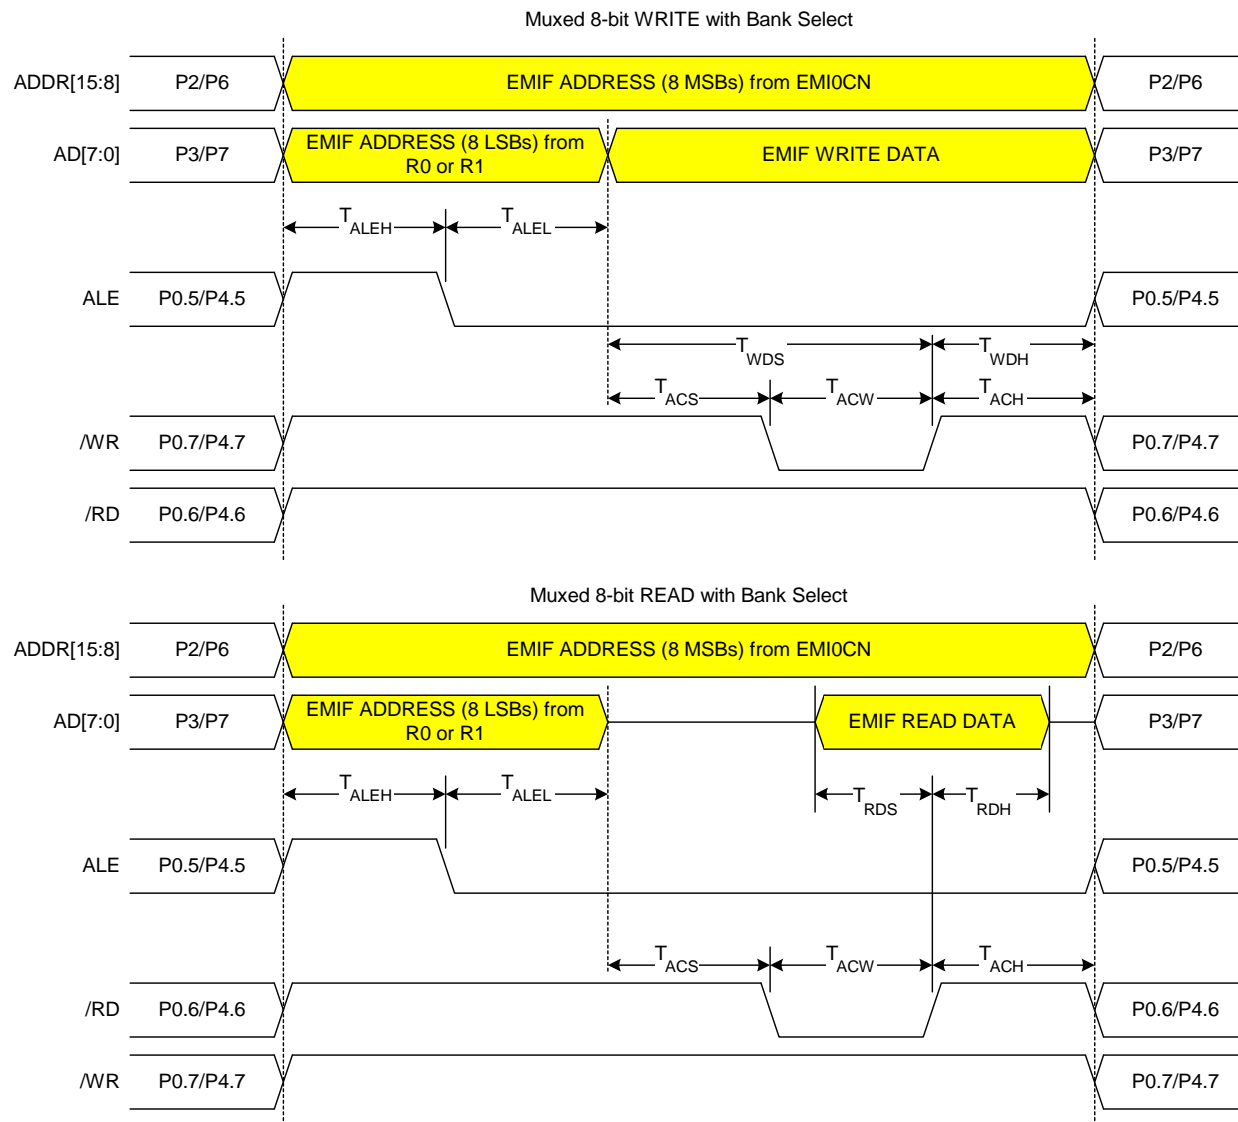 Muxed 8-bit WRITE with Bank Select
ADDR[15:8] P2/P6 EMIF ADDRESS (8 MSBs) from EMI0CN P2/P6
AD[7:0] P3/P7 EMIF ADDRESS (8 LSBs) from
R0 or R1 EMIF WRITE DATA P3/P7
TALEH TALEL
ALE P0.5/P4.5 P0.5/P4.5
TWDS TWDH
TACS TACW TACH
/WR P0.7/P4.7 P0.7/P4.7
/RD P0.6/P4.6 P0.6/P4.6
Muxed 8-bit READ with Bank Select
ADDR[15:8] P2/P6 EMIF ADDRESS (8 MSBs) from EMI0CN P2/P6
AD[7:0] P3/P7 EMIF ADDRESS (8 LSBs) from
R0 or R1 EMIF READ DATA P3/P7
TALEH TALEL TRDS TRDH
ALE P0.5/P4.5 P0.5/P4.5
TACS TACW TACH
/RD P0.6/P4.6 P0.6/P4.6
/WR P0.7/P4.7 P0.7/P4.7